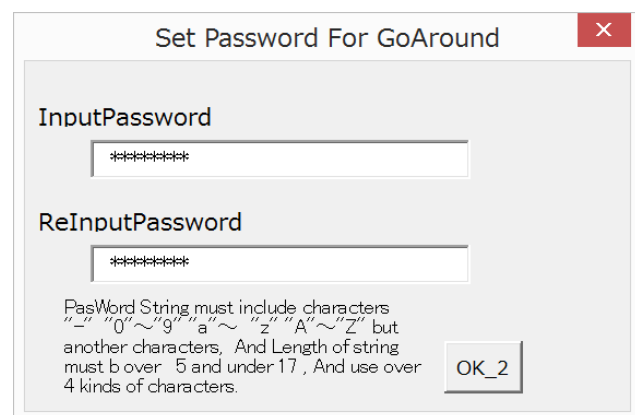 Set Password For GoAround
InputPassword
********
ReInputPassword
********
PasWord String must include characters
"-" "0"～"9" "a"～ "z" "A"～"Z" but
another characters, And Length of string
must b over 5 and under 17 , And use over
4 kinds of characters.
OK_2